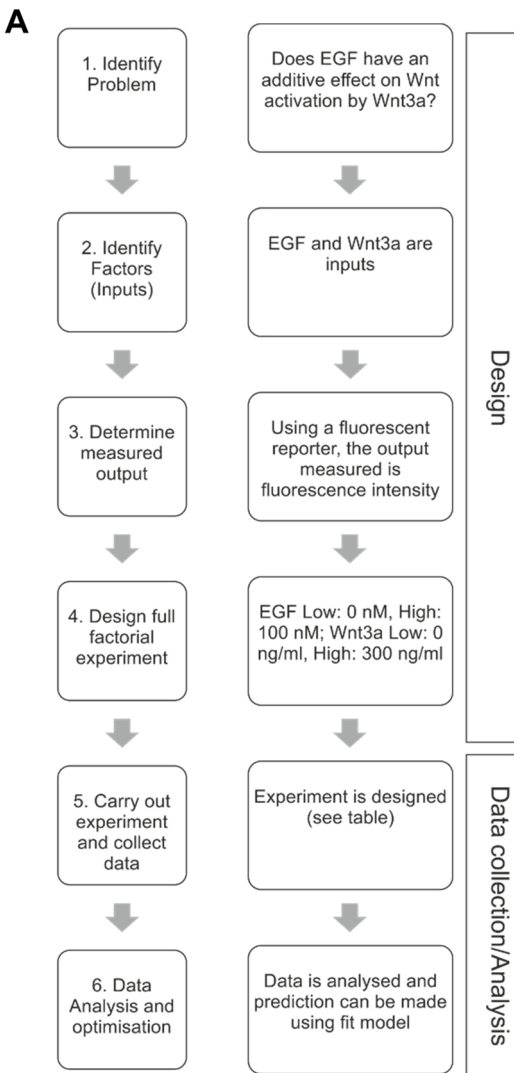 A
1. Identify
Problem
Does EGF have an
additive effect on Wnt
activation by Wnt3a?
2. Identify
Factors
(Inputs)
EGF and Wnt3a are
inputs
3. Determine
measured
output
Using a fluorescent
reporter, the output
measured is
fluorescence intensity
4. Design full
factorial
experiment
EGF Low: 0 nM, High:
100 nM; Wnt3a Low: 0
ng/ml, High: 300 ng/ml
Design
5. Carry out
experiment
and collect
data
Experiment is designed
(see table)
6. Data
Analysis and
optimisation
Data is analysed and
prediction can be made
using fit model
Data collection/Analysis